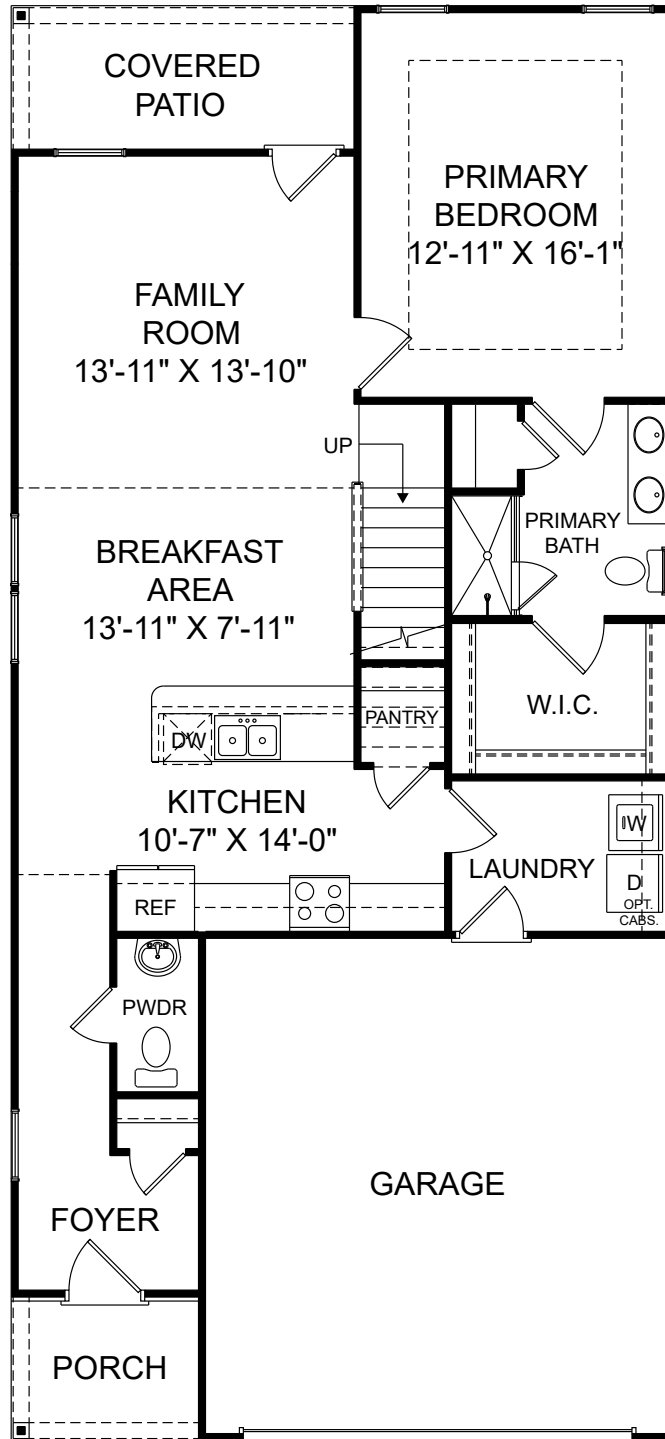 COVERED
PATIO
PRIMARY
BEDROOM
12'-11" X 16'-1"
FAMILY
ROOM
13'-11" X 13'-10"
UP
PRIMARY
BATH
BREAKFAST
AREA
13'-11" X 7'-11"
W.I.C.
PANTRY
DW
KITCHEN
10'-7" X 14'-0"
W
LAUNDRY
D
OPT.
CABS.
REF
PWDR
GARAGE
FOYER
PORCH